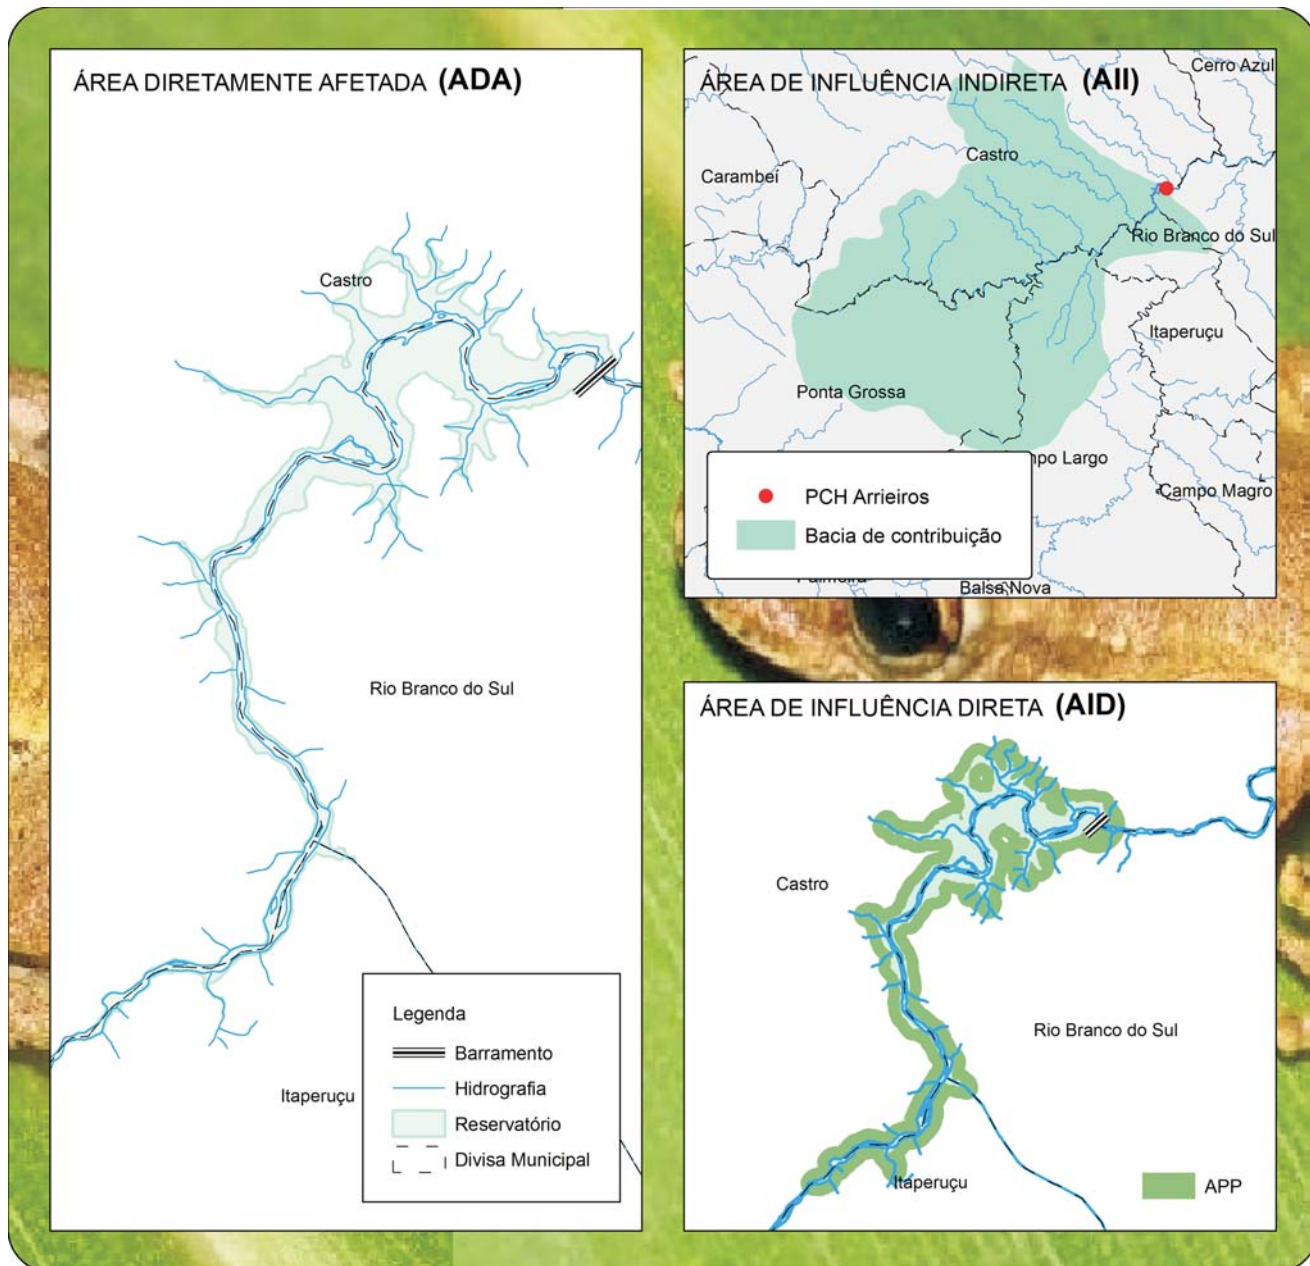 ÁREA DIRETAMENTE AFETADA (ADA)
Castro
Rio Branco do Sul
Itaperuçu
Legenda
Barramento
Hidrografia
Reservatório
Divisa Municipal
ÁREA DE INFLUÊNCIA INDIRETA (AII)
Cerro Azul
Castro
Carambeí
Rio Branco do Sul
Itaperuçu
Ponta Grossa
Largo
Campo Magro
PCH Arrieiros
Bacia de contribuição
Balsa Nova
ÁREA DE INFLUÊNCIA DIRETA (AID)
Castro
Rio Branco do Sul
Itaperuçu
APP